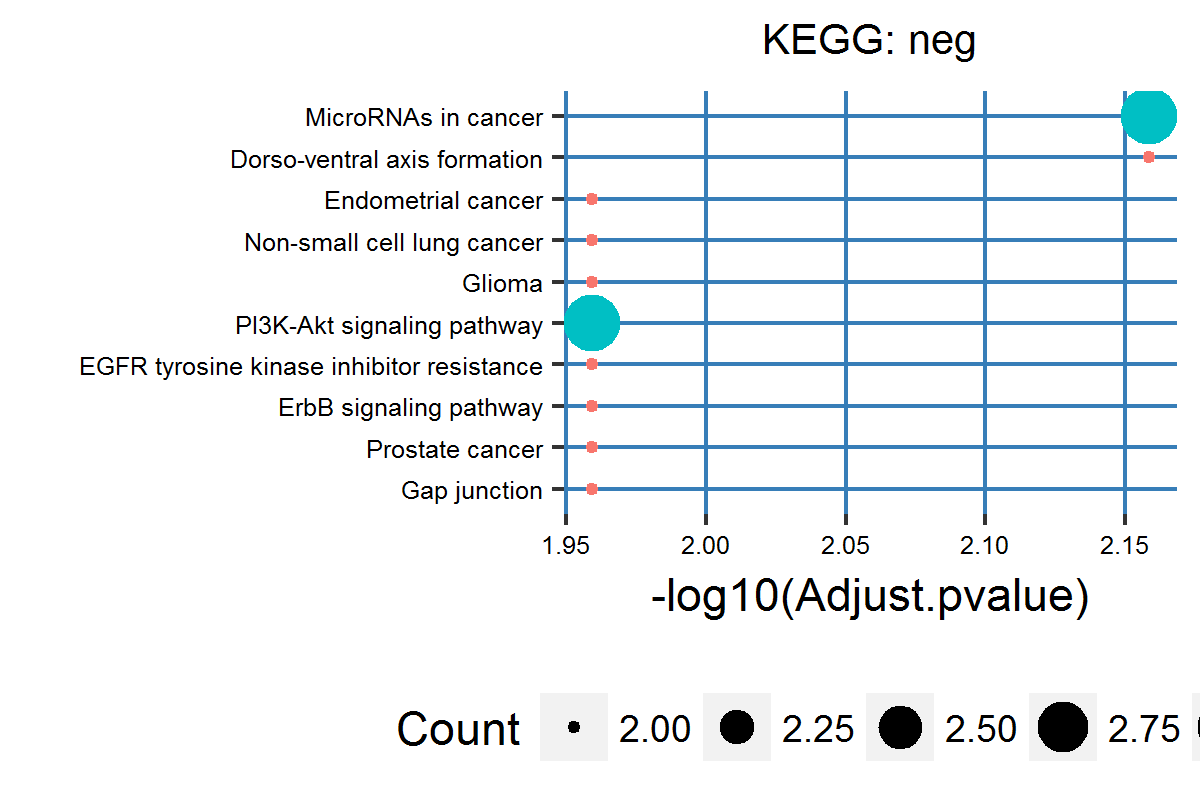 KEGG: neg
MicroRNAs in cancer
Dorso-ventral axis formation
Endometrial cancer
Non-small cell lung cancer
Glioma
PI3K-Akt signaling pathway
EGFR tyrosine kinase inhibitor resistance
ErbB signaling pathway
Prostate cancer
Gap junction
1.95 2.00 2.05 2.10 2.15
-log10(Adjust.pvalue)
Count 2.00 2.25 2.50 2.75